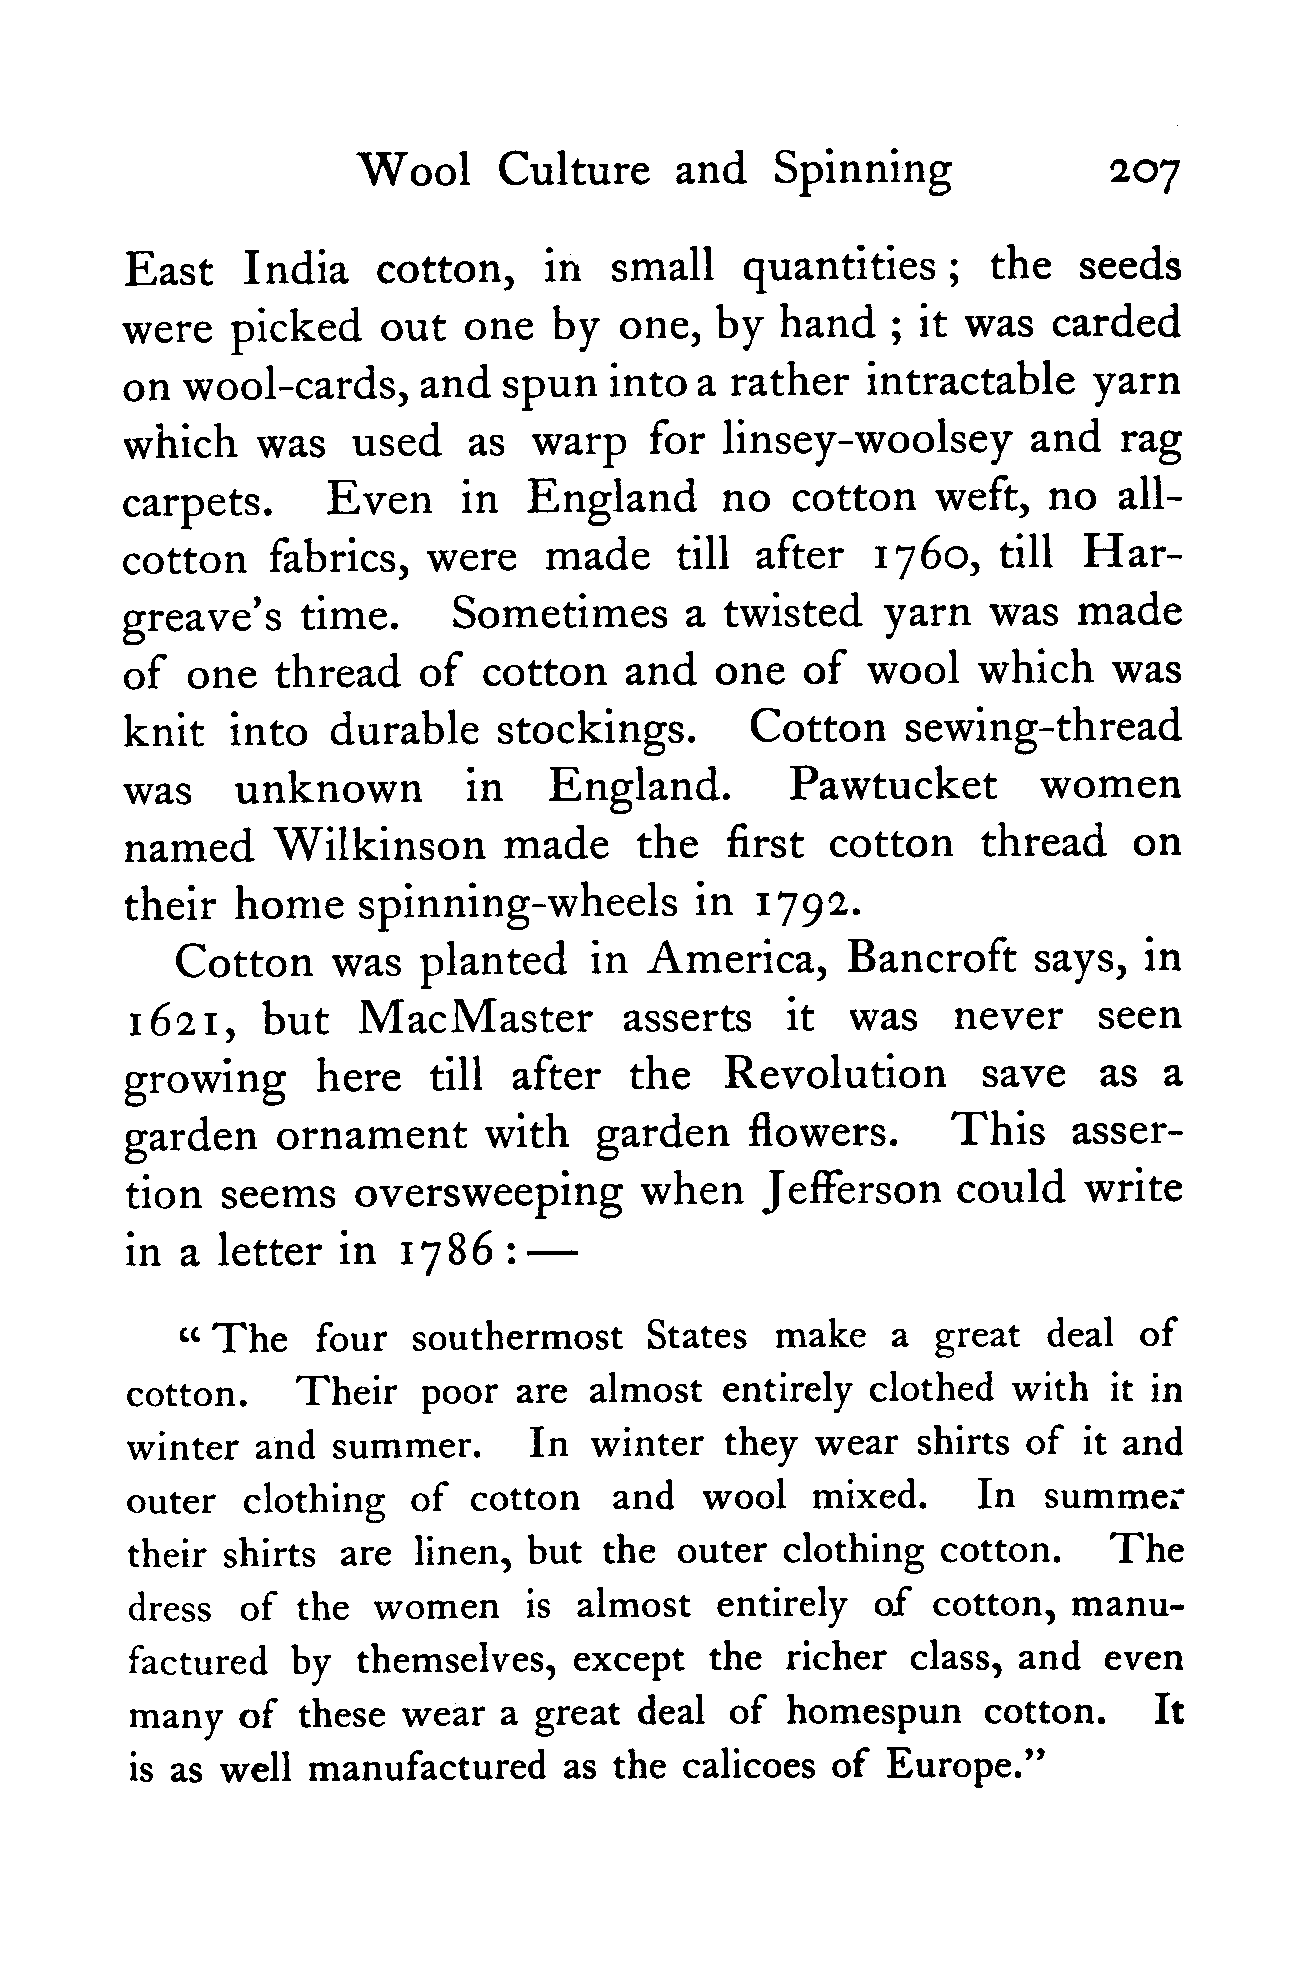 Wool Culture and Spinning 207
East India cotton, in small quantities ; the seeds
were picked out one by one, by hand ; it was carded
on wool-cards, and spun into a rather intractable yarn
which was used as warp for linsey-woolsey and rag
carpets. Even in England no cotton weft, no all-
cotton fabrics, were made till after 1760, till Har-
greave's time. Sometimes a twisted yarn was made
of one thread of cotton and one of wool which was
knit into durable stockings. Cotton sewing-thread
was unknown in England. Pawtucket women
named Wilkinson made the first cotton thread on
their home spinning-wheels in 1792.
Cotton was planted in America, Bancroft says, in
1621, but MacMaster asserts it was never seen
growing here till after the Revolution save as a
garden ornament with garden flowers. This asser-
tion seems oversweeping when Jefferson could write
in a letter in 1786 : —
“ The four southermost States make a great deal of
cotton. Their poor are almost entirely clothed with it in
winter and summer. In winter they wear shirts of it and
outer clothing of cotton and wool mixed. In summer
their shirts are linen, but the outer clothing cotton. The
dress of the women is almost entirely of cotton, manu-
factured by themselves, except the richer class, and even
many of these wear a great deal of homespun cotton. It
is as well manufactured as the calicoes of Europe.”